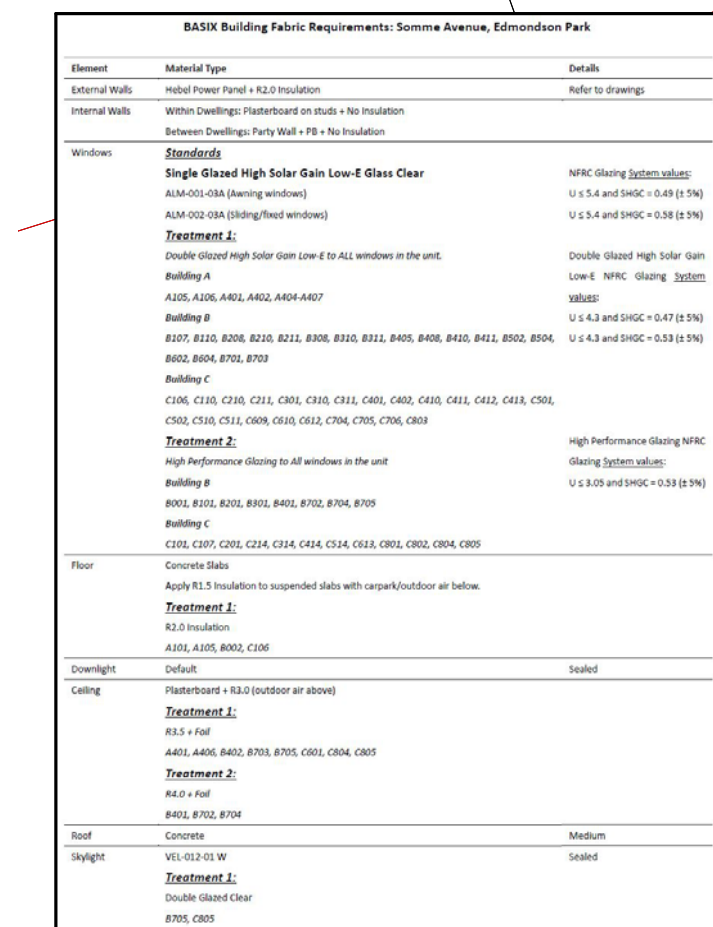 BASIX Building Fabric Requirements: Somme Avenue, Edmondson Park
Element Material Type Details
External Walls Hebel Power Panel + R2.0 Insulation Refer to drawings
Internal Walls Within Dwellings: Plasterboard on studs + No Insulation
Between Dwellings: Party Wall + PB + No Insulation
Windows Standards
Single Glazed High Solar Gain Low-E Glass Clear NFRC Glazing System values:
ALM-001-03A (Awning windows) U ≤ 5.4 and SHGC = 0.49 (± 5%)
ALM-002-03A (Sliding/fixed windows) U ≤ 5.4 and SHGC = 0.58 (± 5%)
Treatment 1:
Double Glazed High Solar Gain Low-E to ALL windows in the unit. Double Glazed High Solar Gain
Building A Low-E NFRC Glazing System
A105, A106, A401, A402, A404-A407 values:
Building B U ≤ 4.3 and SHGC = 0.47 (± 5%)
B107, B110, B208, B210, B211, B308, B310, B311, B405, B408, B410, B411, B502, B504, U ≤ 4.3 and SHGC = 0.53 (± 5%)
B602, B604, B701, B703
Building C
C106, C110, C210, C211, C301, C310, C311, C401, C402, C410, C411, C412, C413, C501,
C502, C510, C511, C609, C610, C612, C704, C705, C706, C803
Treatment 2: High Performance Glazing NFRC
High Performance Glazing to All windows in the unit Glazing System values:
Building B U ≤ 3.05 and SHGC = 0.53 (± 5%)
B001, B101, B201, B301, B401, B702, B704, B705
Building C
C101, C107, C201, C214, C314, C414, C514, C613, C801, C802, C804, C805
Floor Concrete Slabs
Apply R1.5 Insulation to suspended slabs with carpark/outdoor air below.
Treatment 1:
R2.0 Insulation
A101, A105, B002, C106
Downlight Default Sealed
Ceiling Plasterboard + R3.0 (outdoor air above)
Treatment 1:
R3.5 + Foil
A401, A406, B402, B703, B705, C601, C804, C805
Treatment 2:
R4.0 + Foil
B401, B702, B704
Roof Concrete Medium
Skylight VEL-012-01 W Sealed
Treatment 1:
Double Glazed Clear
B705, C805